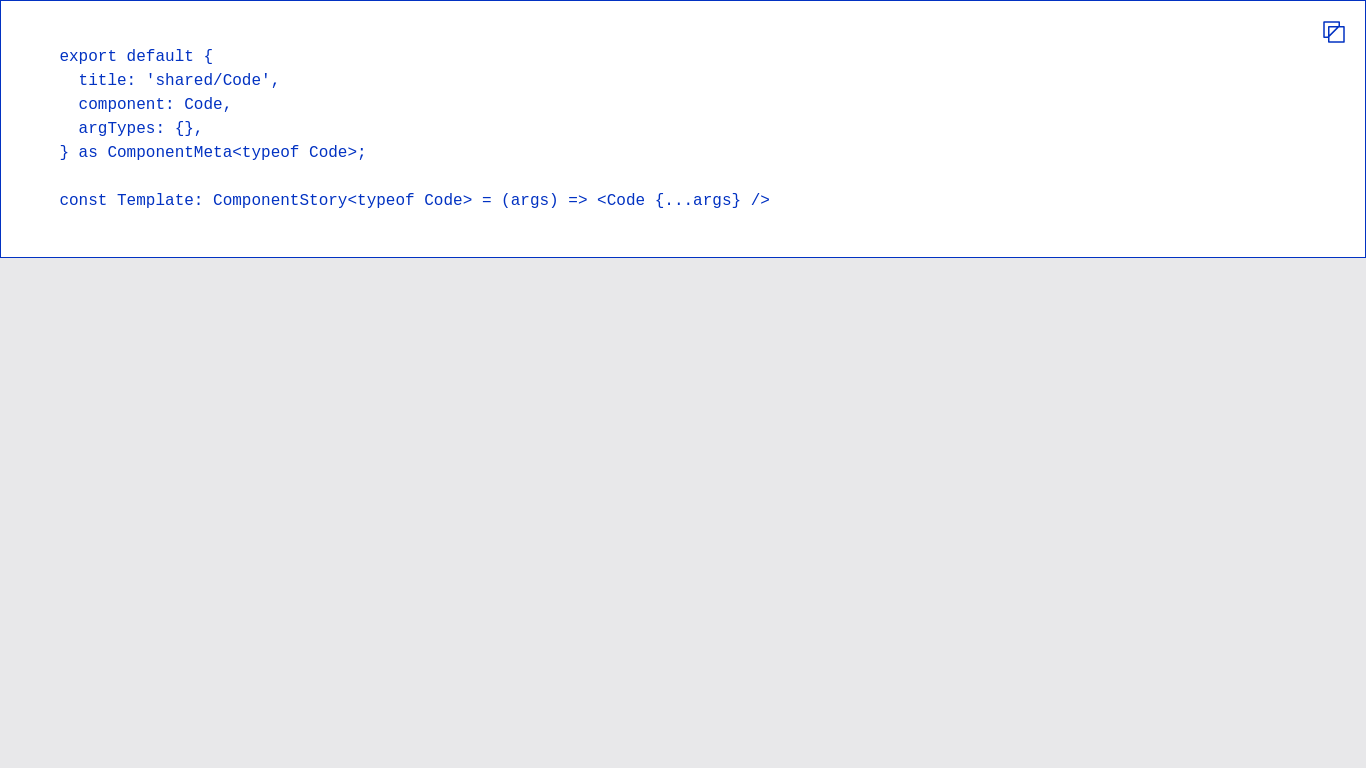 export default {
  title: 'shared/Code',
  component: Code,
  argTypes: {},
} as ComponentMeta<typeof Code>;

const Template: ComponentStory<typeof Code> = (args) => <Code {...args} />